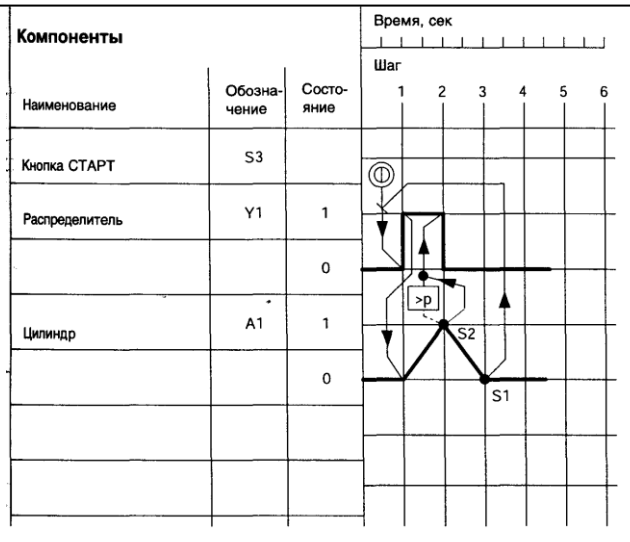 Компоненты
Время, сек
Шаг
Наименование
Обозна-
чение
Состо-
яние
1 2 3 4 5 6
Кнопка СТАРТ S3
Распределитель Y1 1
0
>p
Цилиндр A1 1
S2
0
S1